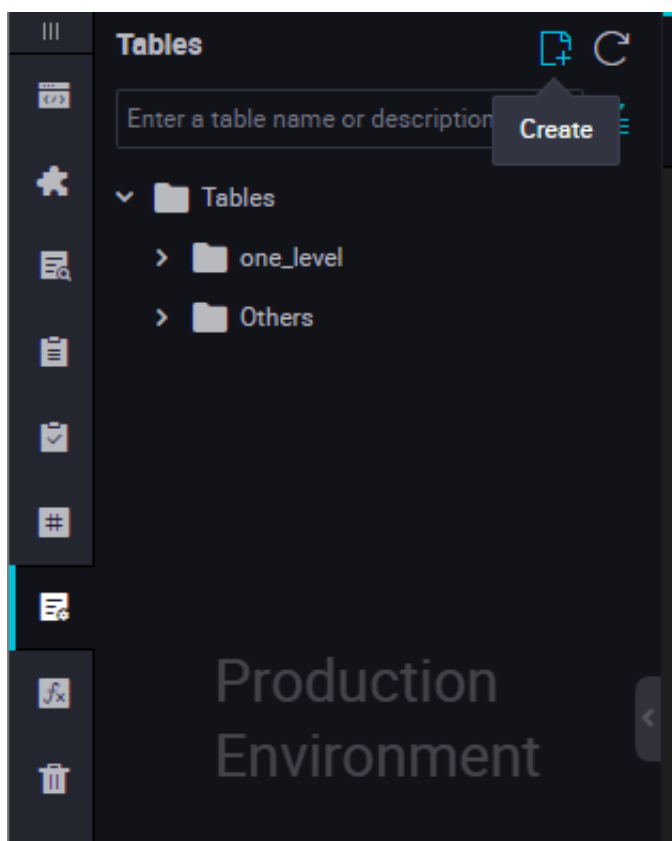 Tables
Enter a table name or description
Create
Tables
one_level
Others
Production
Environment